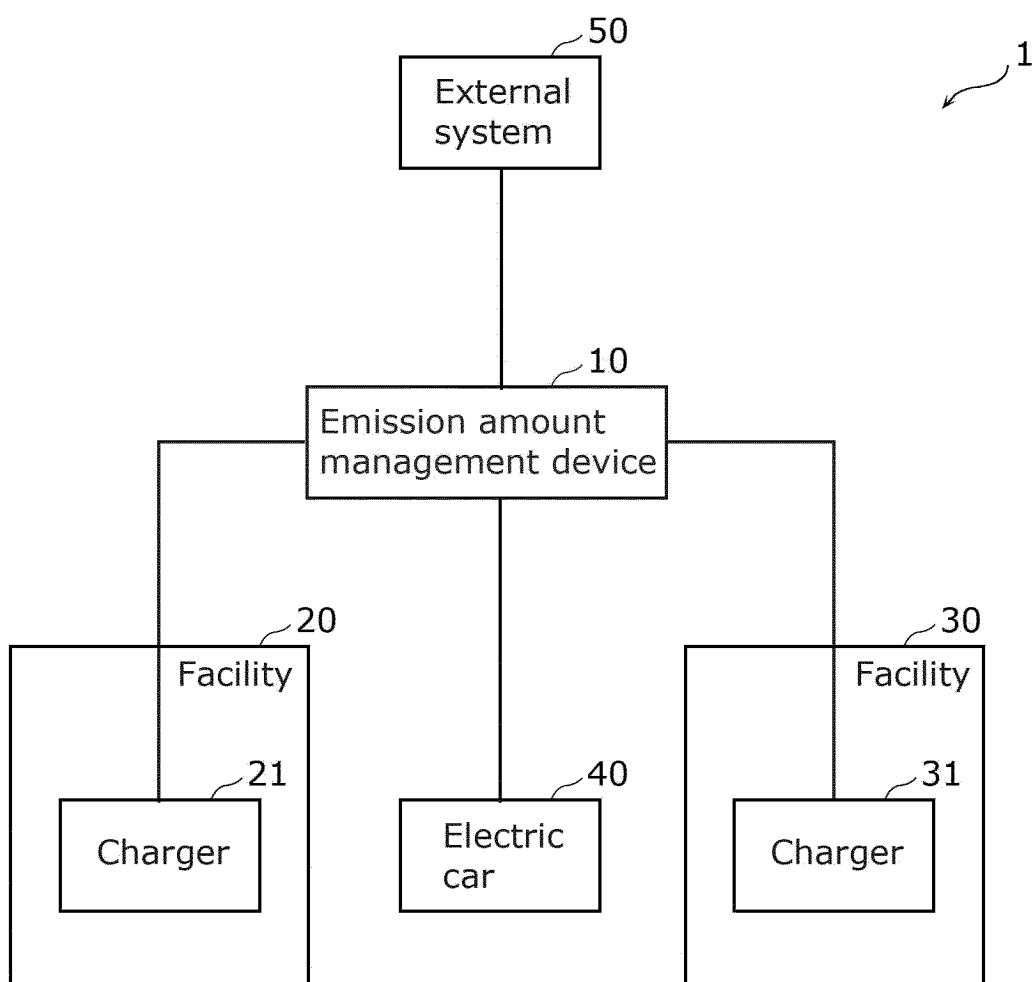 50
1
External
system
10
Emission amount
management device
20
30
Facility
Facility
21
40
31
Charger
Electric
car
Charger